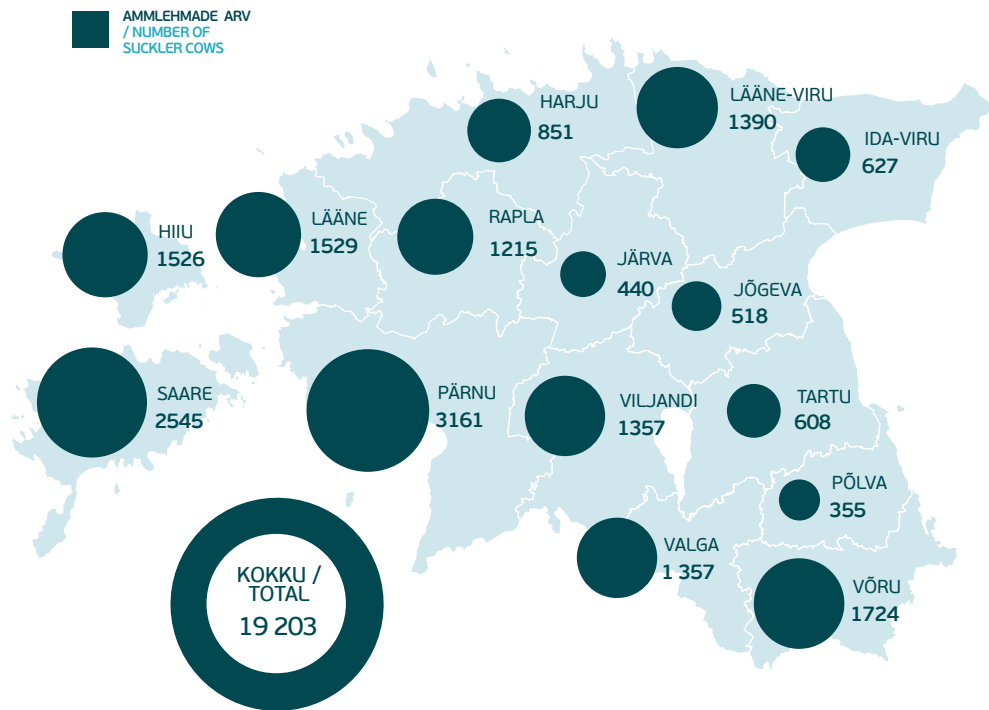 AMMLEHMADE ARV
/ NUMBER OF
SUCKLER COWS
HARJU
851
LÄÄNE-VIRU
1390
IDA-VIRU
627
HIIU
1526
LÄÄNE
1529
RAPLA
1215
JÄRVA
440
JÕGEVA
518
SAARE
2545
PÄRNU
3161
VILJANDI
1357
TARTU
608
PÕLVA
355
VALGA
1 357
VÕRU
1724
KOKKU /
TOTAL
19 203